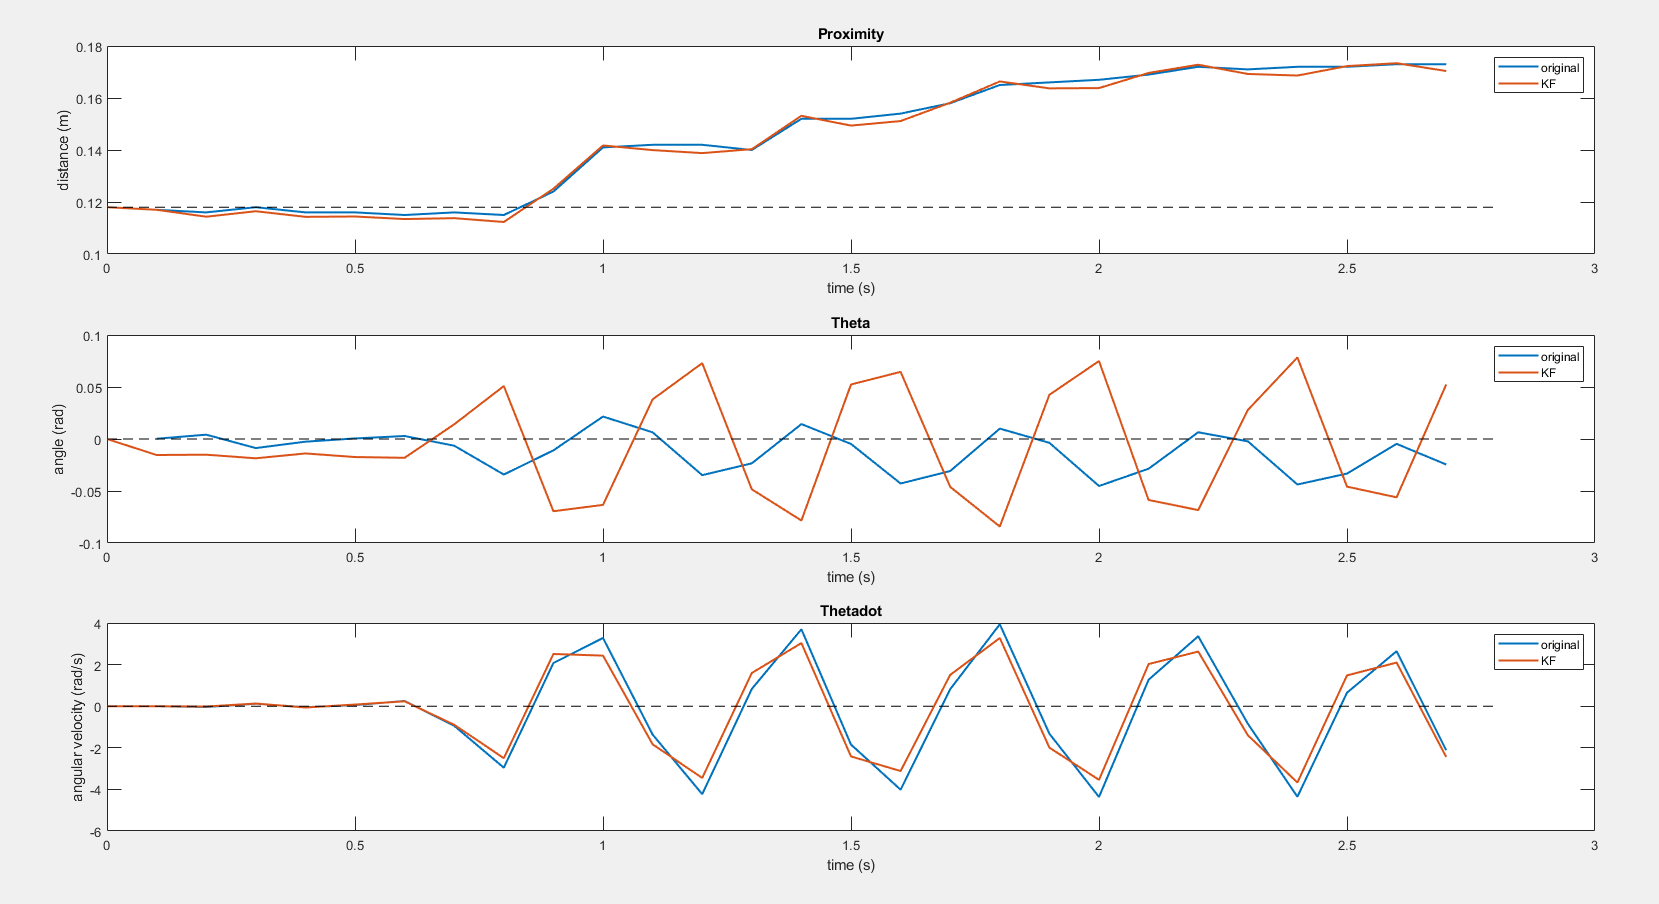 Proximity
0.18
0.16
0.14
0.12
0.1
distance (m)
original
KF
0 0.5 1 1.5 2 2.5 3
time (s)
Theta
0.1
0.05
0
-0.05
-0.1
angle (rad)
original
KF
0 0.5 1 1.5 2 2.5 3
time (s)
Thetadot
4
2
0
-2
-4
-6
angular velocity (rad/s)
original
KF
0 0.5 1 1.5 2 2.5 3
time (s)